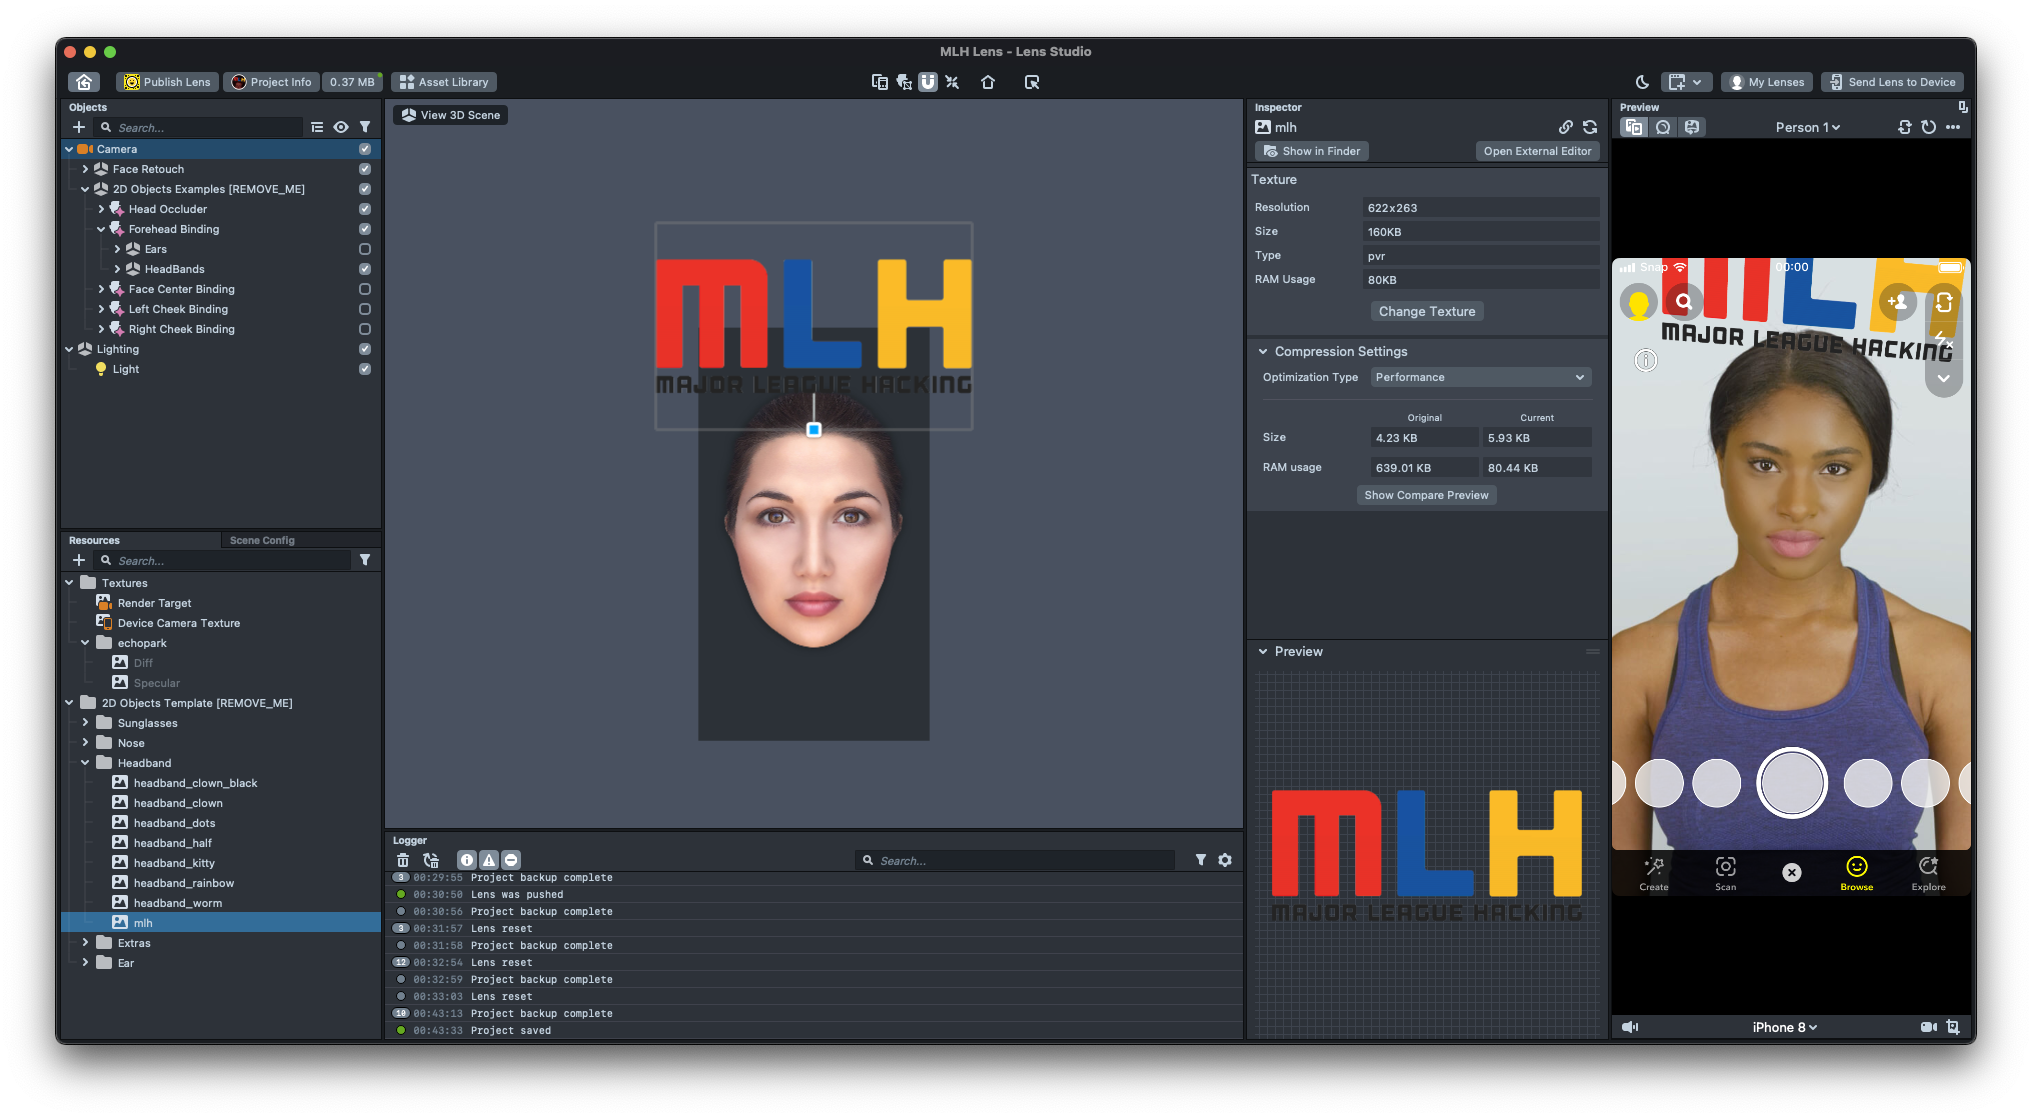 MLH Lens - Lens Studio
Publish Lens
Project Info
0.37 MB
Asset Library
My Lenses
Send Lens to Device
Objects
Search...
Camera
Face Retouch
2D Objects Examples [REMOVE_ME]
Head Occluder
Forehead Binding
Ears
HeadBands
Face Center Binding
Left Cheek Binding
Right Cheek Binding
Lighting
Light
Resources
Scene Config
Search...
Textures
Render Target
Device Camera Texture
echopark
Diff
Specular
2D Objects Template [REMOVE_ME]
Sunglasses
Nose
Headband
headband_clown_black
headband_clown
headband_dots
headband_half
headband_kitty
headband_rainbow
headband_worm
mlh
Extras
Ear
View 3D Scene
MLH
MAJOR LEAGUE HACKING
Logger
Search...
3 00:29:55 Project backup complete
00:30:50 Lens was pushed
00:30:56 Project backup complete
3 00:31:57 Lens reset
00:31:58 Project backup complete
12 00:32:54 Lens reset
00:32:59 Project backup complete
00:33:03 Lens reset
10 00:43:13 Project backup complete
00:43:33 Project saved
Inspector
mlh
Show in Finder
Open External Editor
Texture
Resolution 622x263
Size 160KB
Type pvr
RAM Usage 80KB
Change Texture
Compression Settings
Optimization Type Performance
Original Current
Size 4.23 KB 5.93 KB
RAM usage 639.01 KB 80.44 KB
Show Compare Preview
Preview
MLH
MAJOR LEAGUE HACKING
Preview
Person 1
Snap 00:00
MLH
MAJOR LEAGUE HACKING
Create
Scan
Browse
Explore
iPhone 8